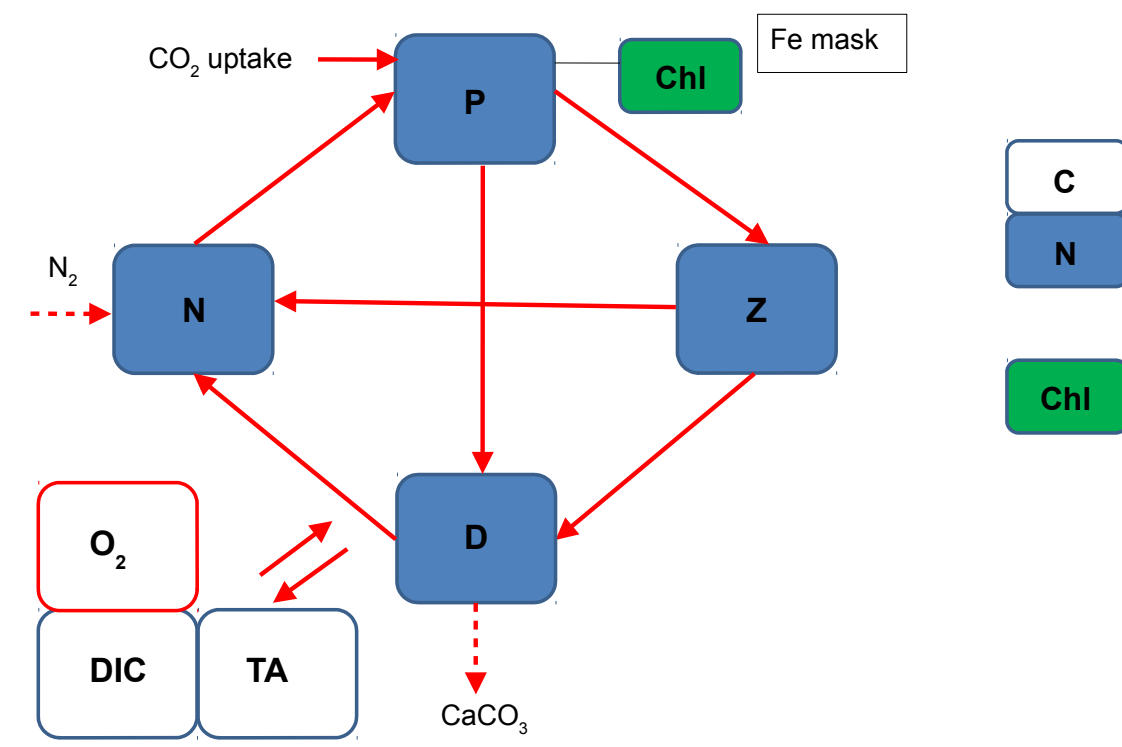 CO₂ uptake
P
Chl
Fe mask
C
N
N₂
N
Z
Chl
O₂
D
DIC
TA
CaCO₃